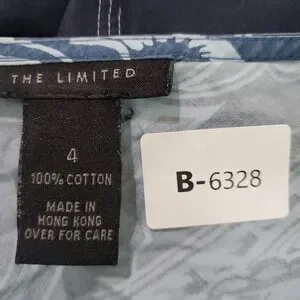 THE LIMITED
4
100% COTTON
MADE IN
HONG KONG
OVER FOR CARE
B-6328